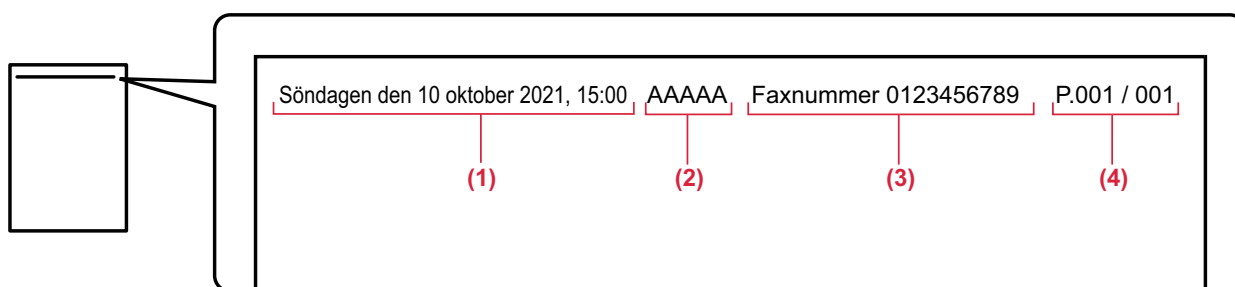 Söndagen den 10 oktober 2021, 15:00 AAAAA Faxnummer 0123456789 P.001 / 001
(1) (2) (3) (4)